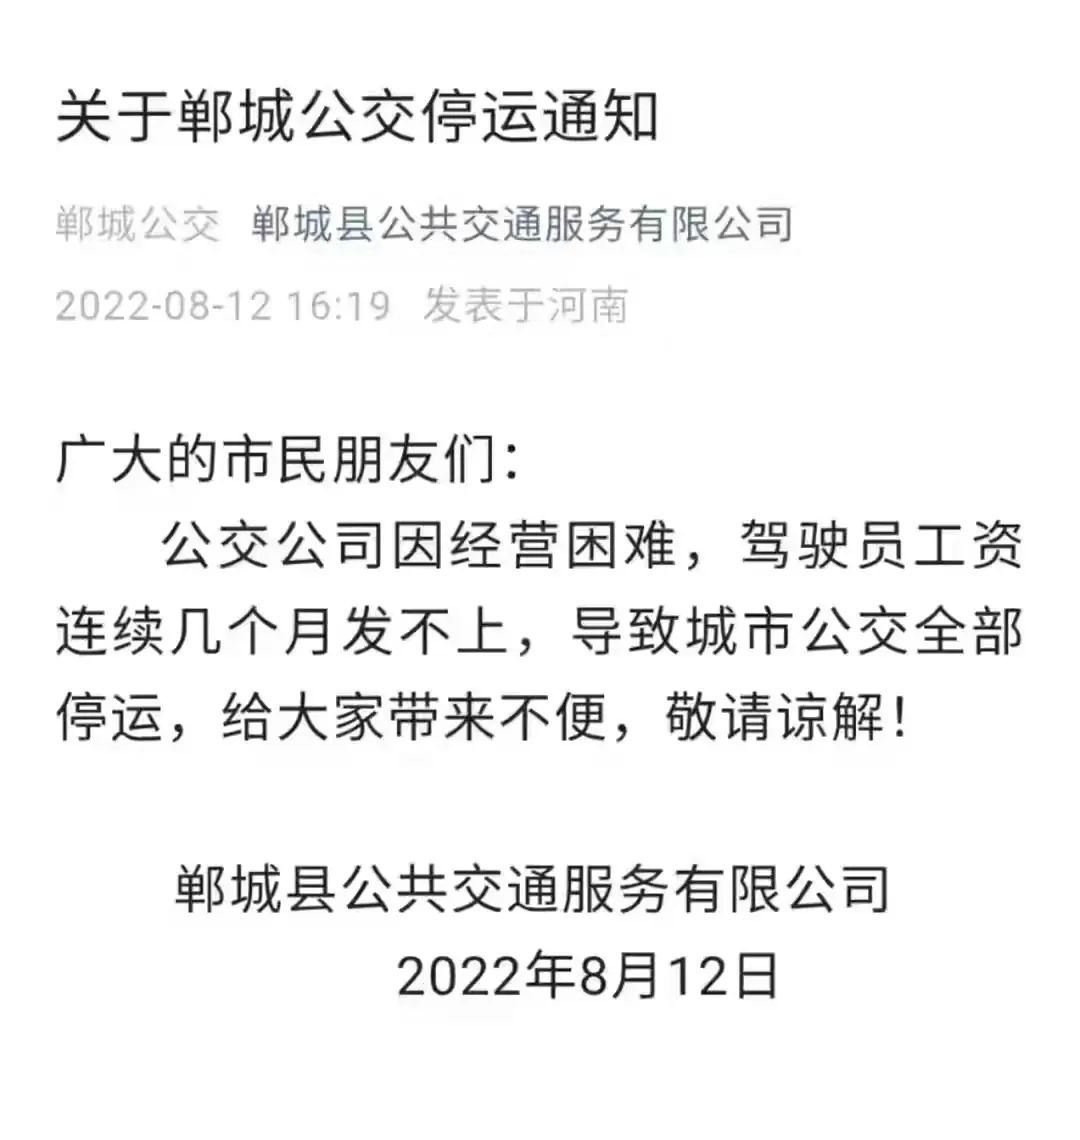 关于郸城公交停运通知
郸城公交 郸城县公共交通服务有限公司
2022-08-12 16:19 发表于河南
广大的市民朋友们：
公交公司因经营困难，驾驶员工资
连续几个月发不上，导致城市公交全部
停运，给大家带来不便，敬请谅解！
郸城县公共交通服务有限公司
2022年8月12日